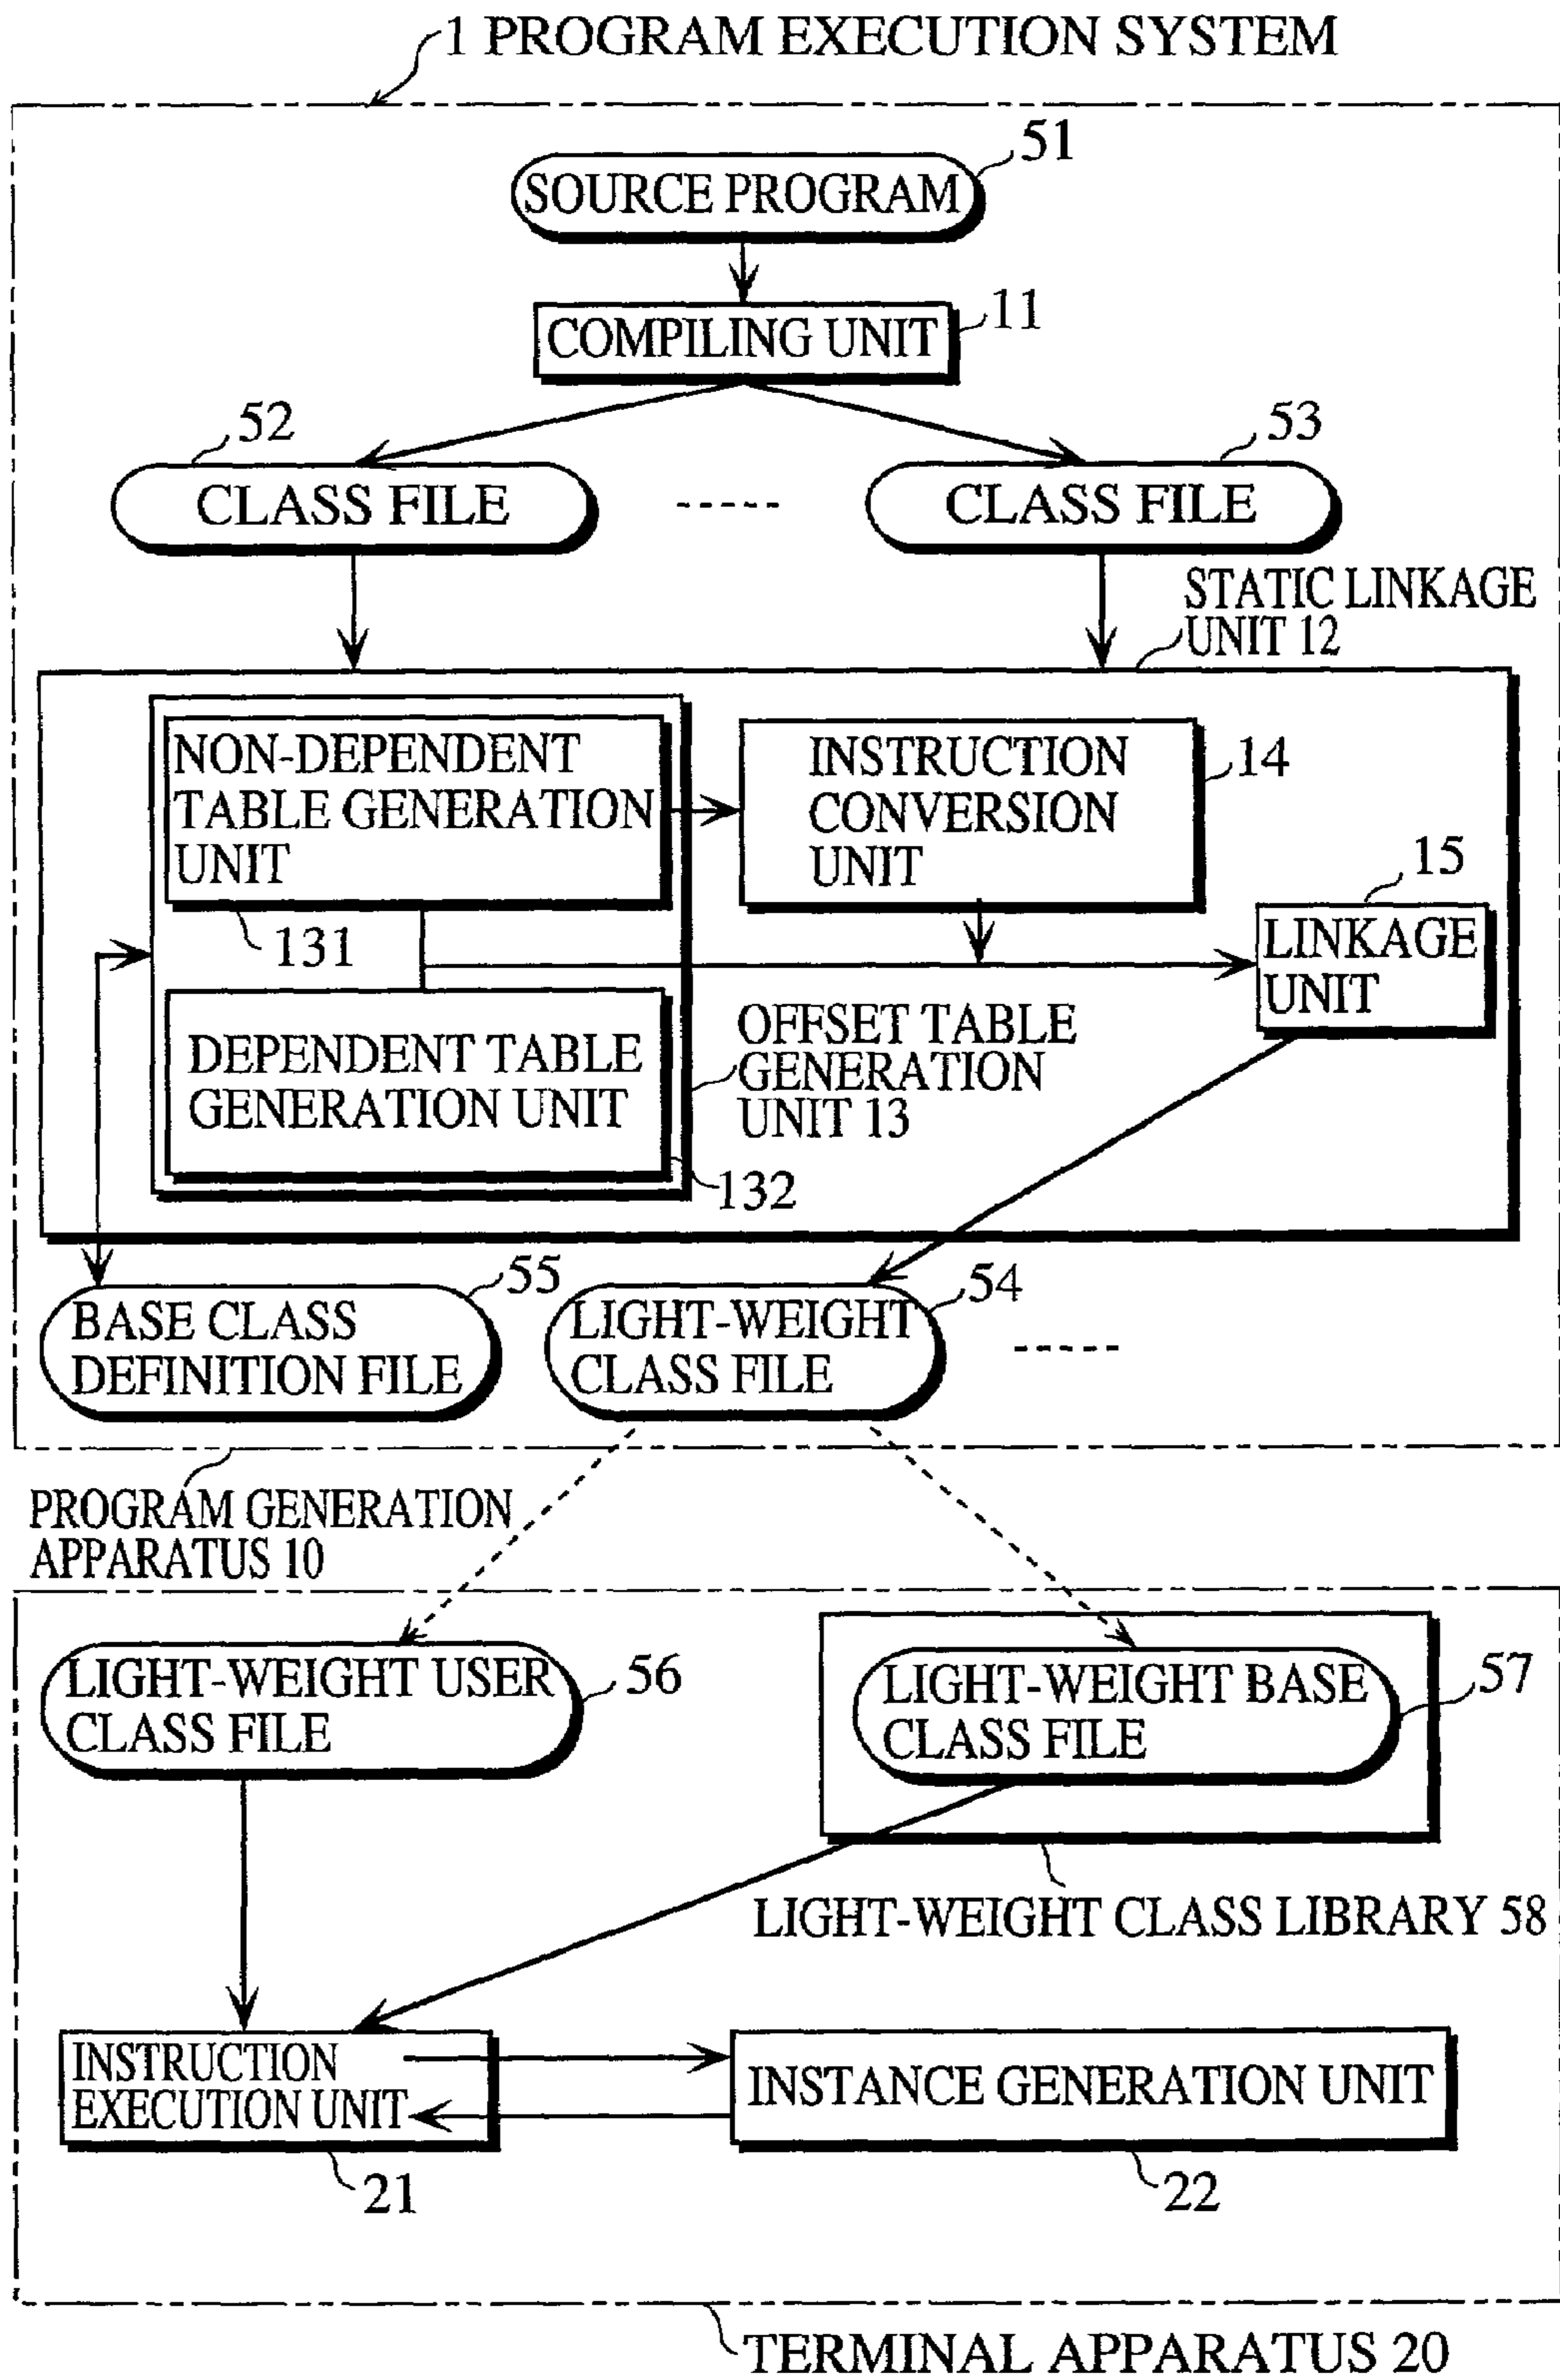 1 PROGRAM EXECUTION SYSTEM
51
SOURCE PROGRAM
11
COMPILING UNIT
52
53
CLASS FILE
-----
CLASS FILE
STATIC LINKAGE
UNIT 12
NON-DEPENDENT
TABLE GENERATION
UNIT
131
INSTRUCTION
CONVERSION
UNIT
14
15
LINKAGE
UNIT
DEPENDENT TABLE
GENERATION UNIT
132
OFFSET TABLE
GENERATION
UNIT 13
55
BASE CLASS
DEFINITION FILE
54
LIGHT-WEIGHT
CLASS FILE
-----
PROGRAM GENERATION
APPARATUS 10
LIGHT-WEIGHT USER
CLASS FILE
56
LIGHT-WEIGHT BASE
CLASS FILE
57
LIGHT-WEIGHT CLASS LIBRARY 58
INSTRUCTION
EXECUTION UNIT
21
INSTANCE GENERATION UNIT
22
TERMINAL APPARATUS 20